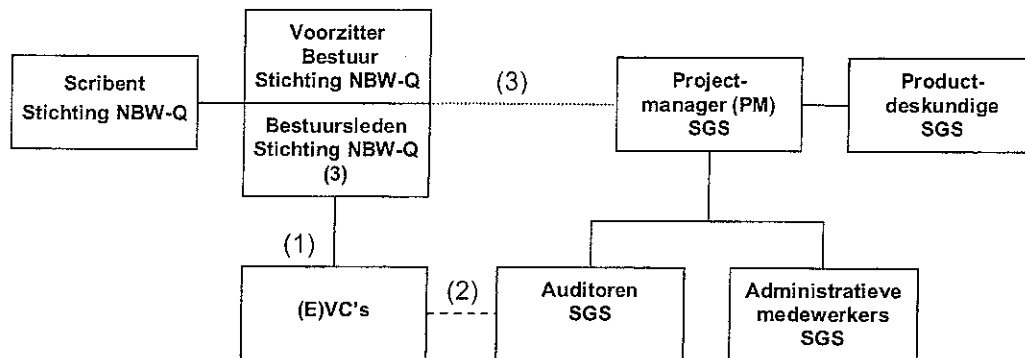 Voorzitter
Bestuur
Stichting NBW-Q
Scribent
Stichting NBW-Q
Bestuursleden
Stichting NBW-Q
(3)
(3)
Project-
manager (PM)
SGS
Product-
deskundige
SGS
(1)
(E)VC's
(2)
Auditoren
SGS
Administratieve
medewerkers
SGS